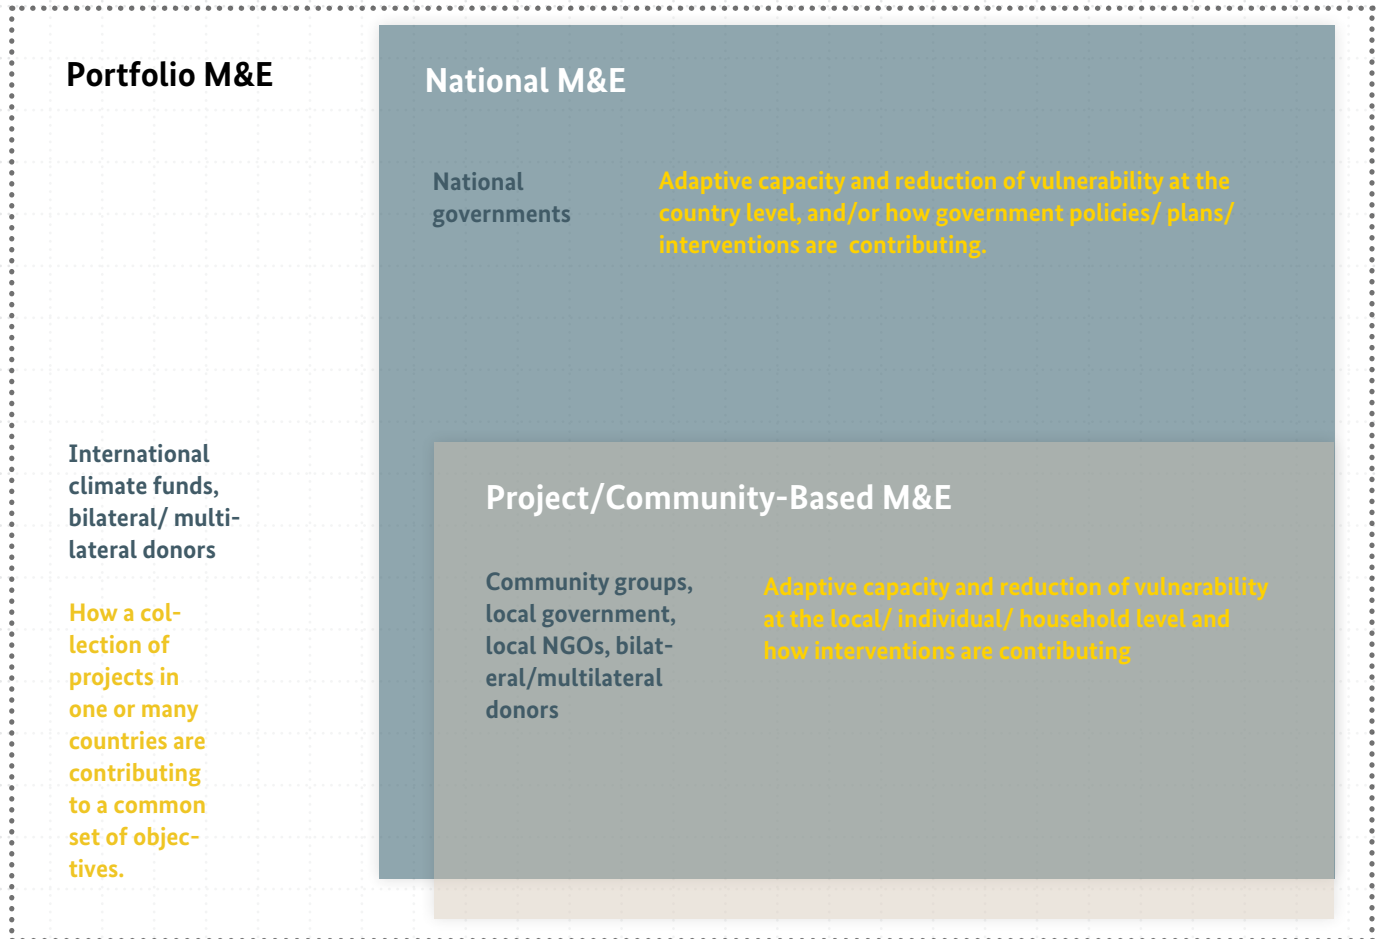 Portfolio M&E
International
climate funds,
bilateral/ multi-
lateral donors
How a col-
lection of
projects in
one or many
countries are
contributing
to a common
set of objec-
tives.
National M&E
National
governments
Adaptive capacity and reduction of vulnerability at the
country level, and/or how government policies/ plans/
interventions are  contributing.
Project/Community-Based M&E
Community groups,
local government,
local NGOs, bilat-
eral/multilateral
donors
Adaptive capacity and reduction of vulnerability
at the local/ individual/ household level and
how interventions are contributing